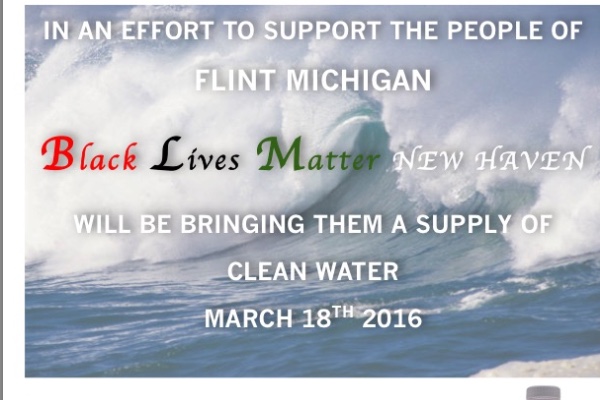 IN AN EFFORT TO SUPPORT THE PEOPLE OF
FLINT MICHIGAN
Black Lives Matter NEW HAVEN
WILL BE BRINGING THEM A SUPPLY OF
CLEAN WATER
MARCH 18TH 2016